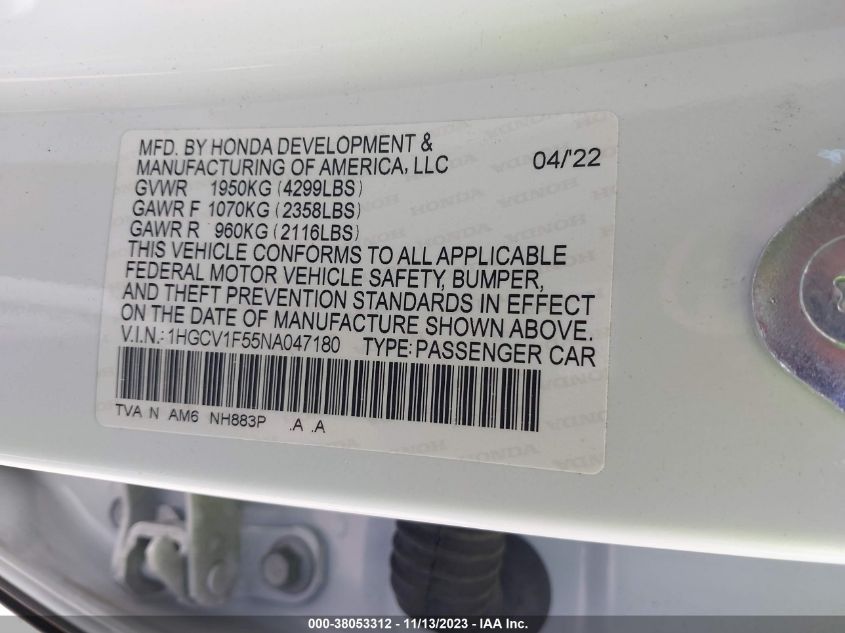 MFD. BY HONDA DEVELOPMENT &
MANUFACTURING OF AMERICA, LLC 04/'22
GVWR 1950KG (4299LBS)
GAWR F 1070KG (2358LBS)
GAWR R 960KG (2116LBS)
THIS VEHICLE CONFORMS TO ALL APPLICABLE
FEDERAL MOTOR VEHICLE SAFETY, BUMPER,
AND THEFT PREVENTION STANDARDS IN EFFECT
ON THE DATE OF MANUFACTURE SHOWN ABOVE.
V.I.N.: 1HGCV1F55NA047180 TYPE: PASSENGER CAR
TVA N AM6 NH883P .A .A
000-38053312 - 11/13/2023 - IAA Inc.